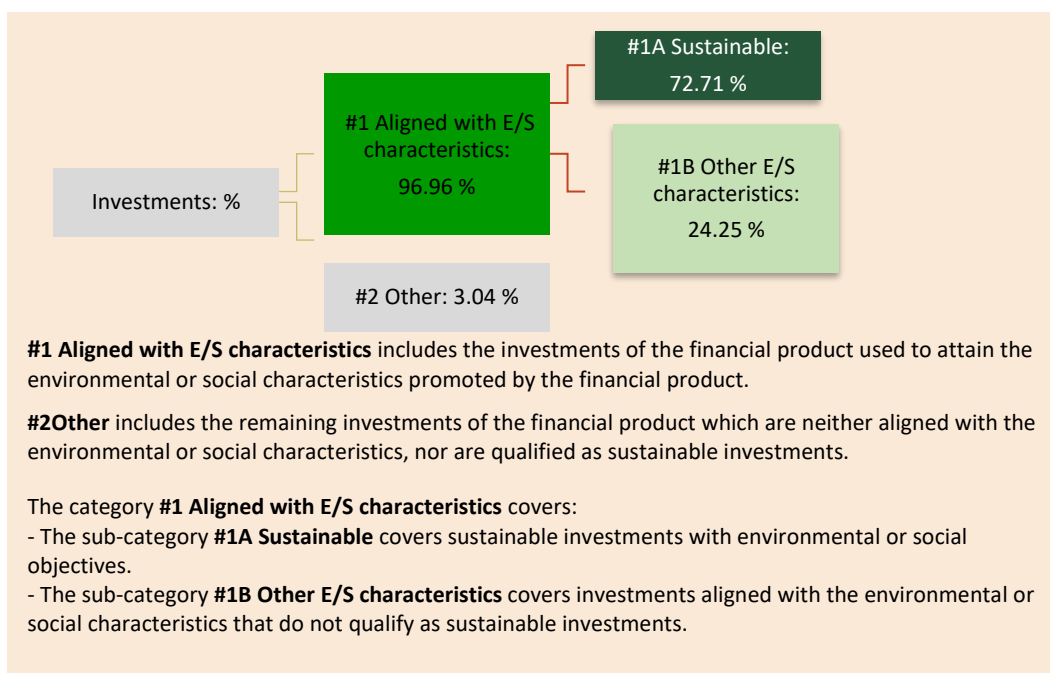 #1A Sustainable:
72.71 %
#1 Aligned with E/S
characteristics:
96.96 %
#1B Other E/S
characteristics:
24.25 %
Investments: %
#2 Other: 3.04 %
#1 Aligned with E/S characteristics includes the investments of the financial product used to attain the
environmental or social characteristics promoted by the financial product.
#2Other includes the remaining investments of the financial product which are neither aligned with the
environmental or social characteristics, nor are qualified as sustainable investments.
The category #1 Aligned with E/S characteristics covers:
- The sub-category #1A Sustainable covers sustainable investments with environmental or social
objectives.
- The sub-category #1B Other E/S characteristics covers investments aligned with the environmental or
social characteristics that do not qualify as sustainable investments.